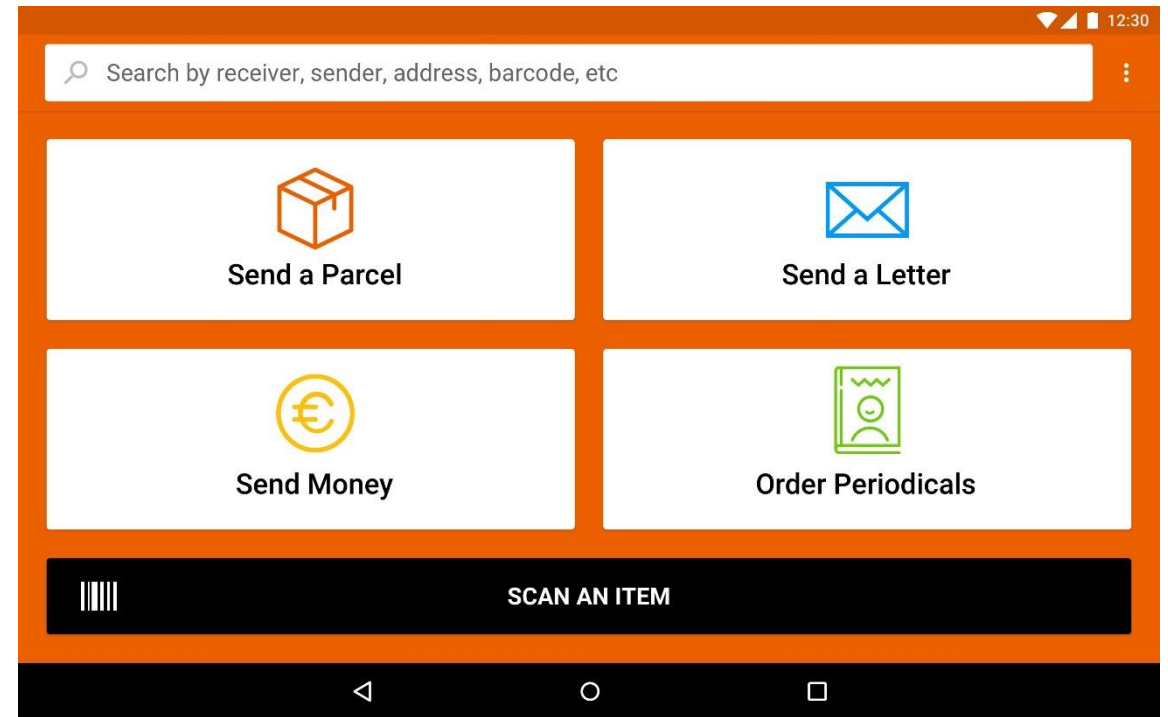 12:30
Search by receiver, sender, address, barcode, etc
Send a Parcel
Send a Letter
Send Money
Order Periodicals
SCAN AN ITEM